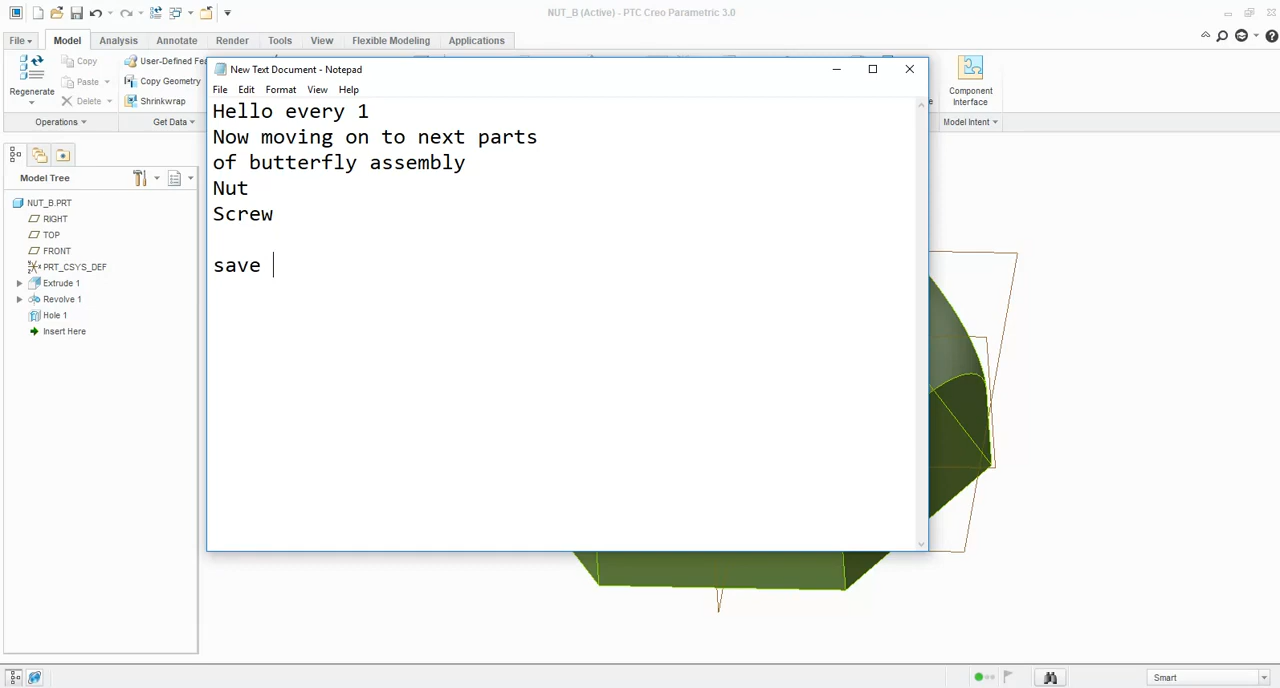 NUT_B (Active) - PTC Creo Parametric 3.0
File Model Analysis Annotate Render Tools View Flexible Modeling Applications
Regenerate
Copy
Paste
Delete
User-Defined Fea
Copy Geometry
Shrinkwrap
Component
Interface
Operations Get Data Model Intent
New Text Document - Notepad
File Edit Format View Help
Hello every 1
Now moving on to next parts
of butterfly assembly
Nut
Screw
save
Model Tree
NUT_B.PRT
RIGHT
TOP
FRONT
PRT_CSYS_DEF
Extrude 1
Revolve 1
Hole 1
Insert Here
Smart